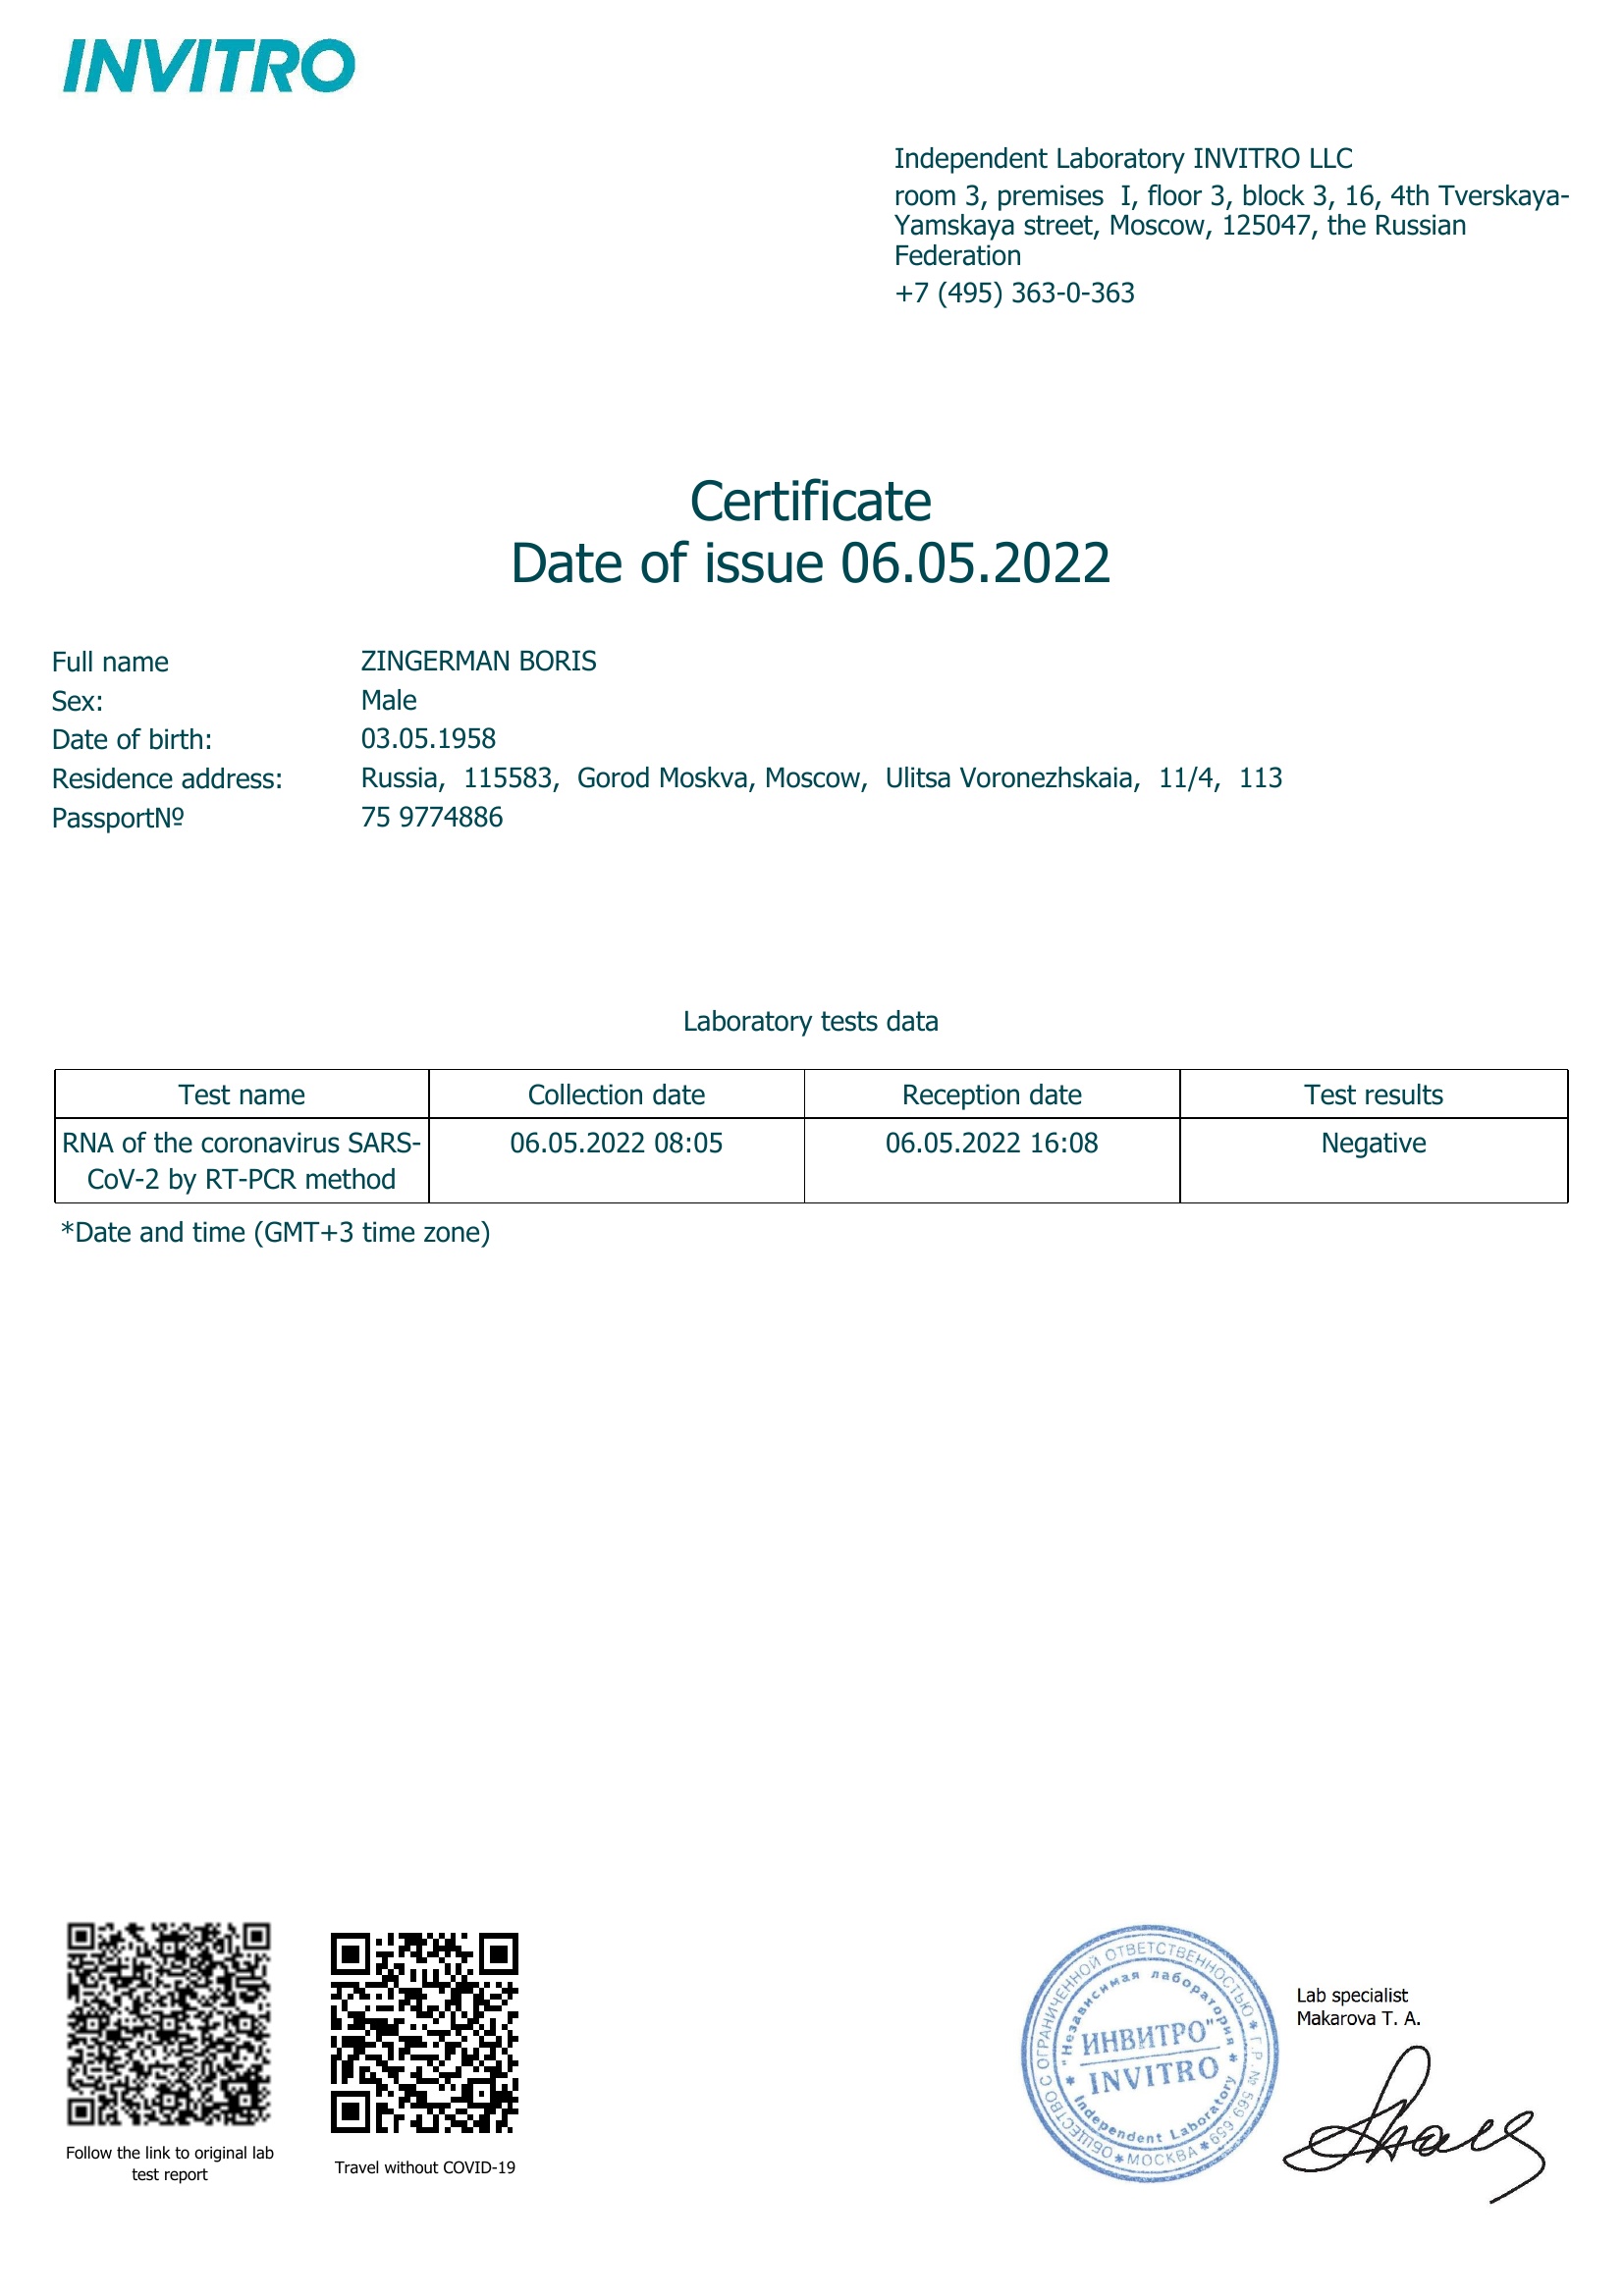 INVITRO
Independent Laboratory INVITRO LLC
room 3, premises I, floor 3, block 3, 16, 4th Tverskaya-
Yamskaya street, Moscow, 125047, the Russian
Federation
+7 (495) 363-0-363
Certificate
Date of issue 06.05.2022
Full name ZINGERMAN BORIS
Sex: Male
Date of birth: 03.05.1958
Residence address: Russia, 115583, Gorod Moskva, Moscow, Ulitsa Voronezhskaia, 11/4, 113
Passport№ 75 9774886
Laboratory tests data
Test name Collection date Reception date Test results
RNA of the coronavirus SARS- 06.05.2022 08:05 06.05.2022 16:08 Negative
CoV-2 by RT-PCR method
*Date and time (GMT+3 time zone)
Follow the link to original lab
test report
Travel without COVID-19
ОБЩЕСТВО С ОГРАНИЧЕННОЙ ОТВЕТСТВЕННОСТЬЮ * Г.Р.№ 569 659 * МОСКВА *
"Независимая лаборатория
ИНВИТРО"
INVITRO
* Independent Laboratory *
Lab specialist
Makarova T. A.